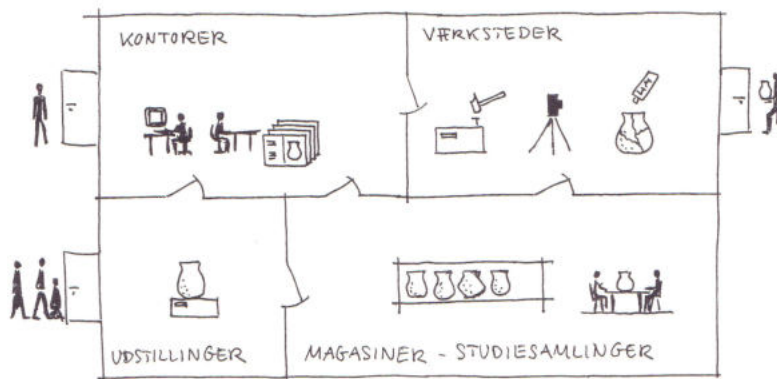 KONTORER
VÆRKSTEDER
UDSTILLINGER
MAGASINER - STUDIESAMLINGER